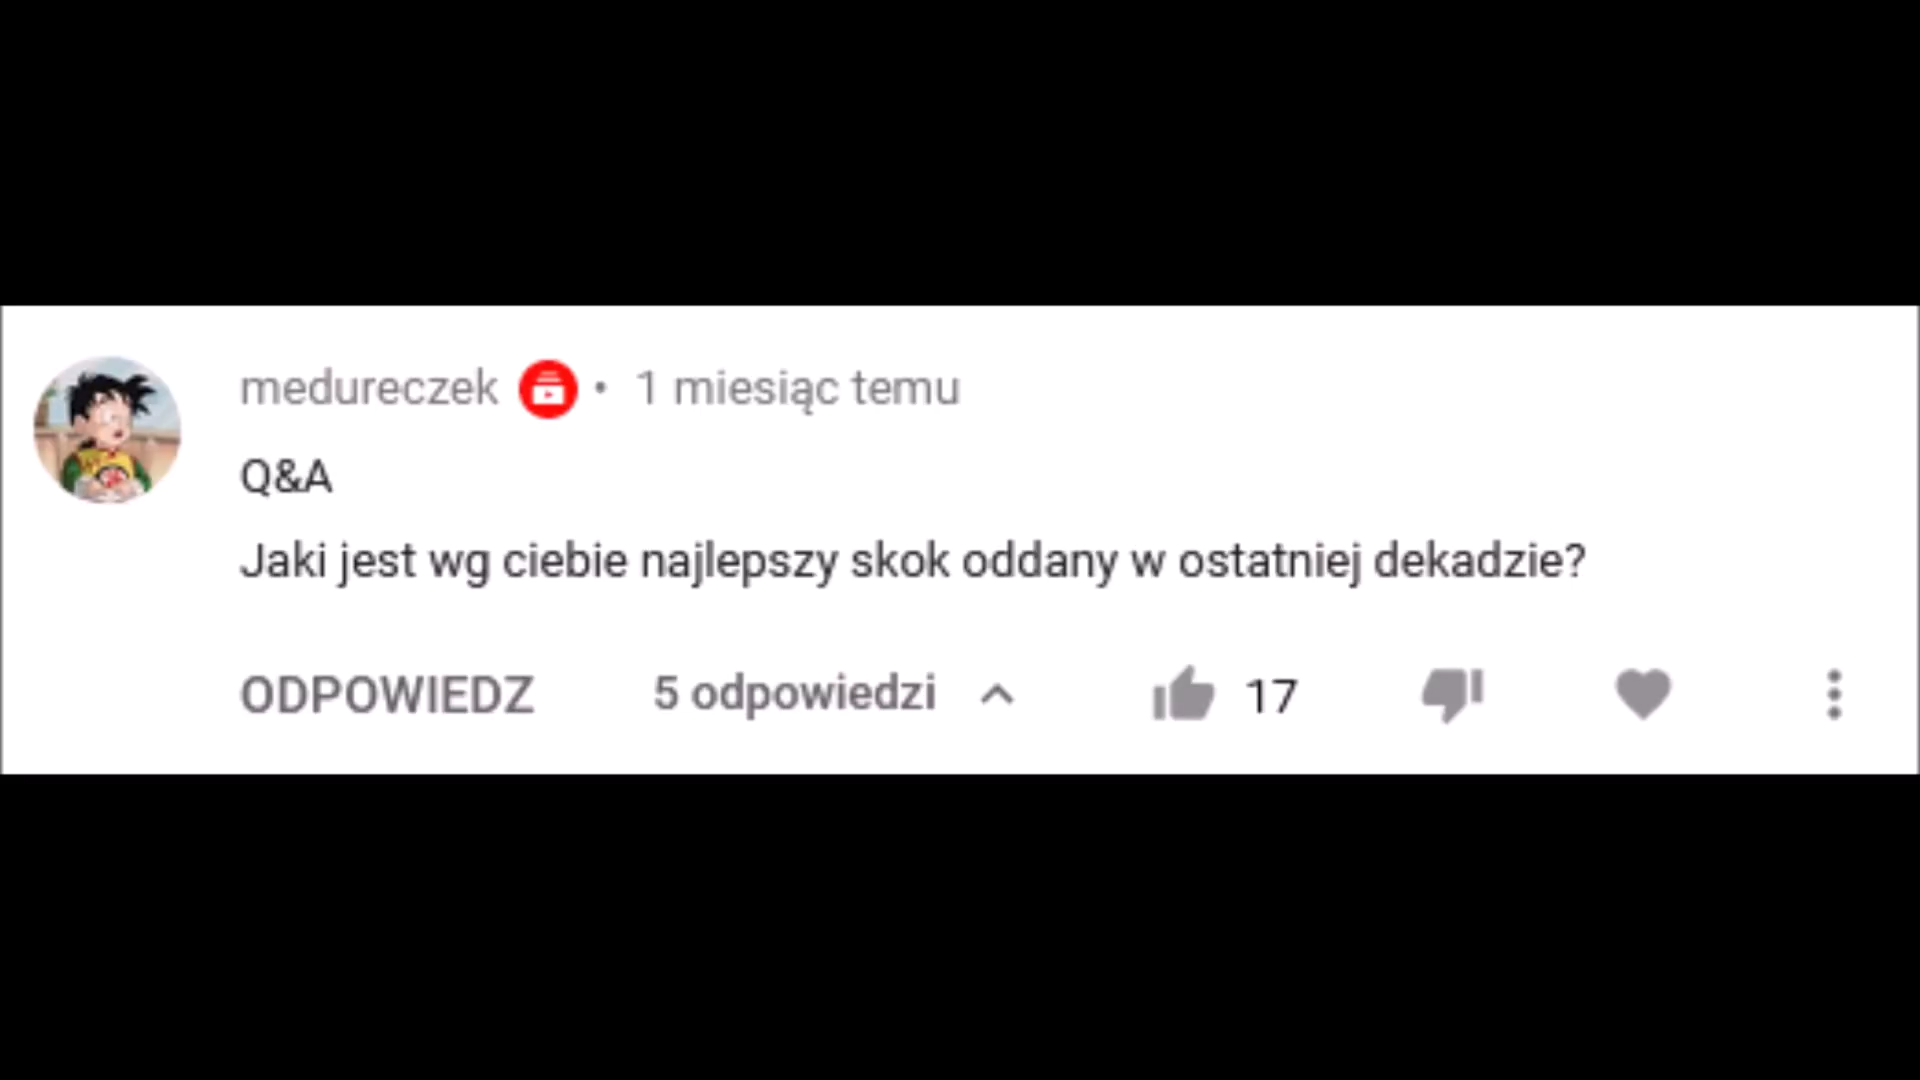 medureczek • 1 miesiąc temu
Q&A
Jaki jest wg ciebie najlepszy skok oddany w ostatniej dekadzie?
ODPOWIEDZ 5 odpowiedzi 17